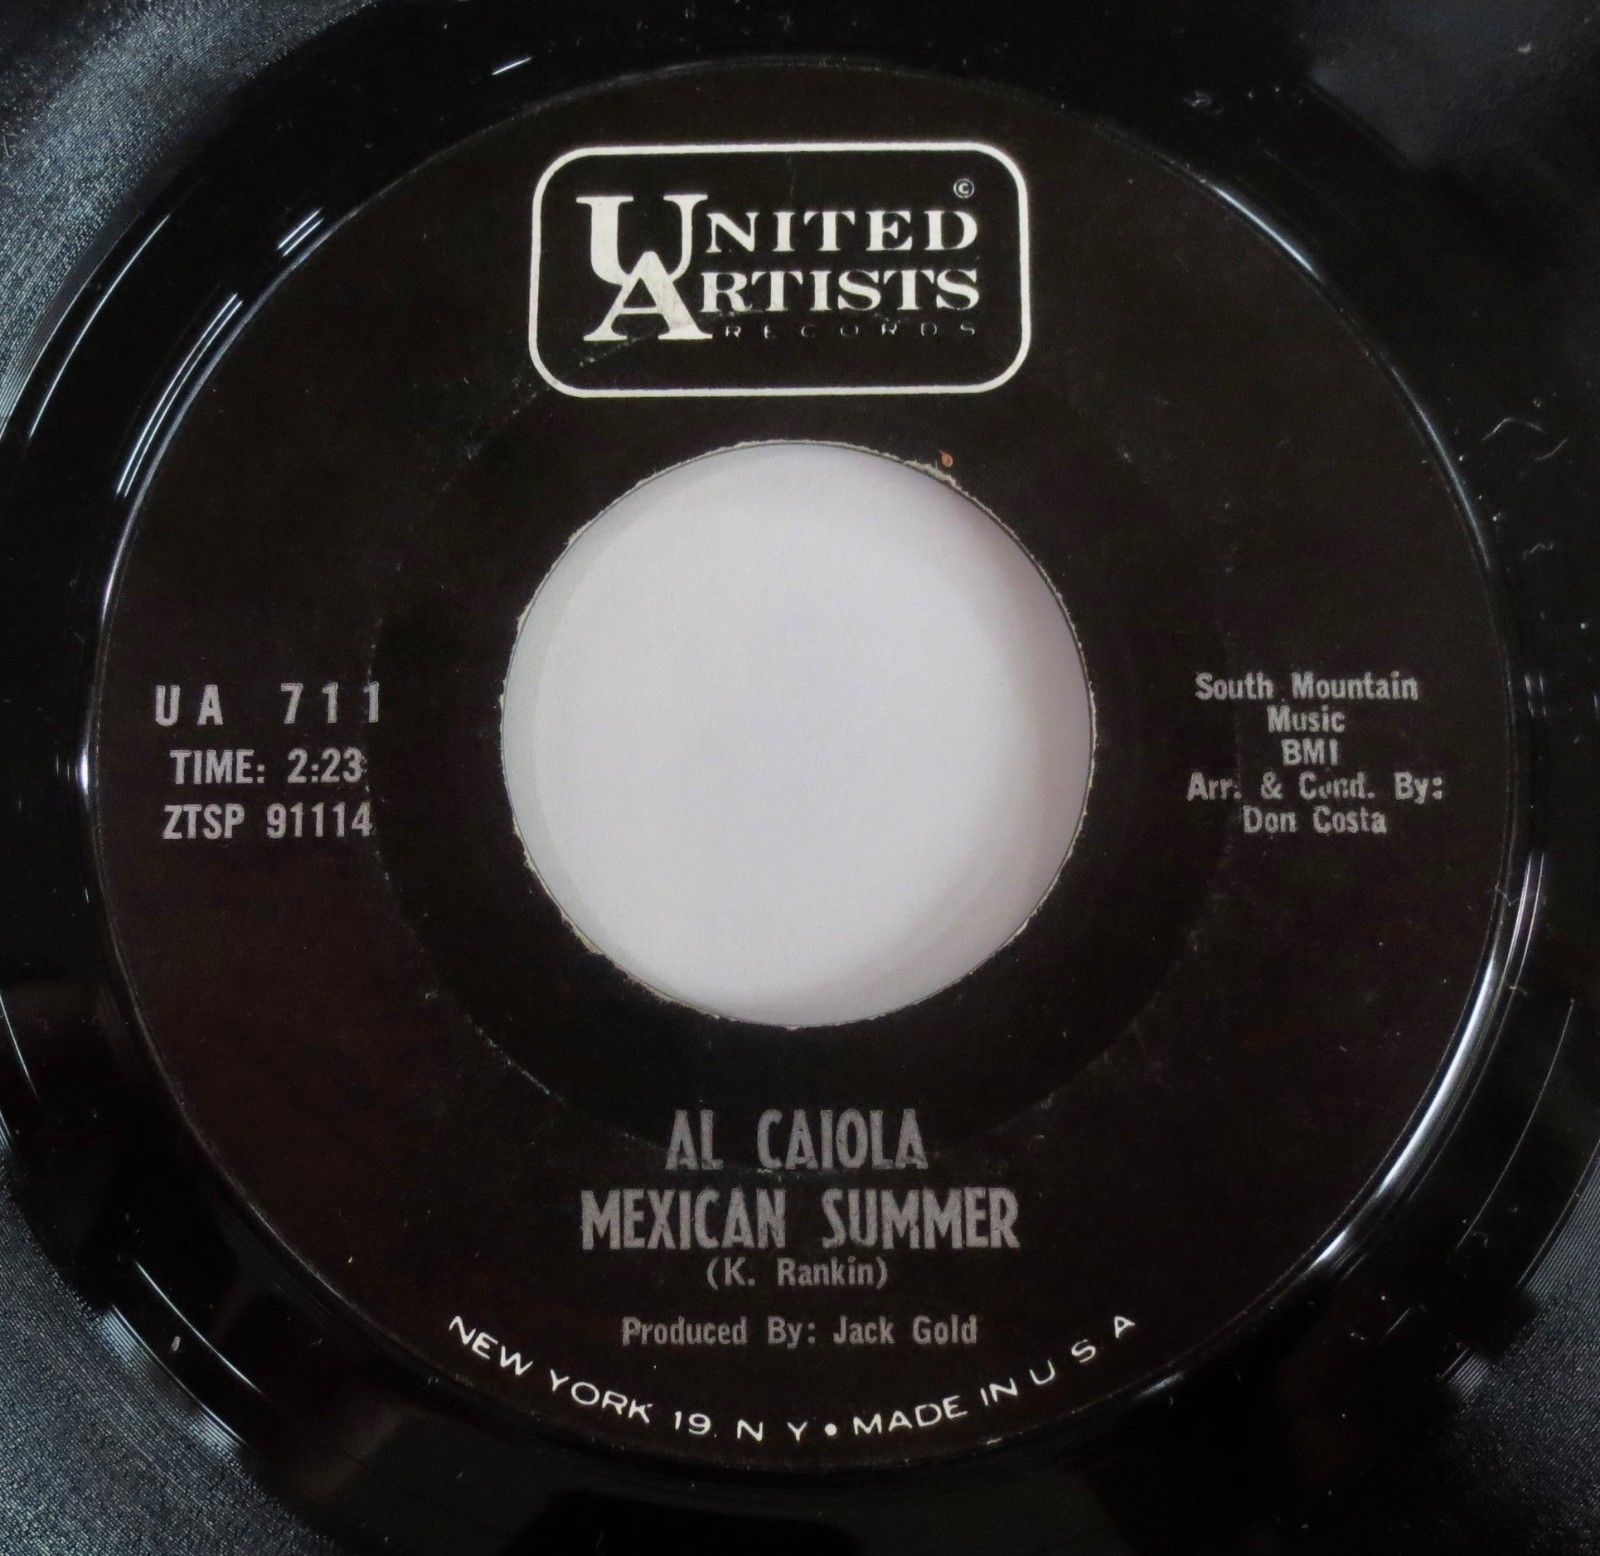 ©
UNITED
ARTISTS
RECORDS
UA 711
TIME: 2:23
ZTSP 91114
South Mountain
Music
BMI
Arr. & Cond. By:
Don Costa
AL CAIOLA
MEXICAN SUMMER
(K. Rankin)
Produced By: Jack Gold
NEW YORK 19. N Y • MADE IN U S A